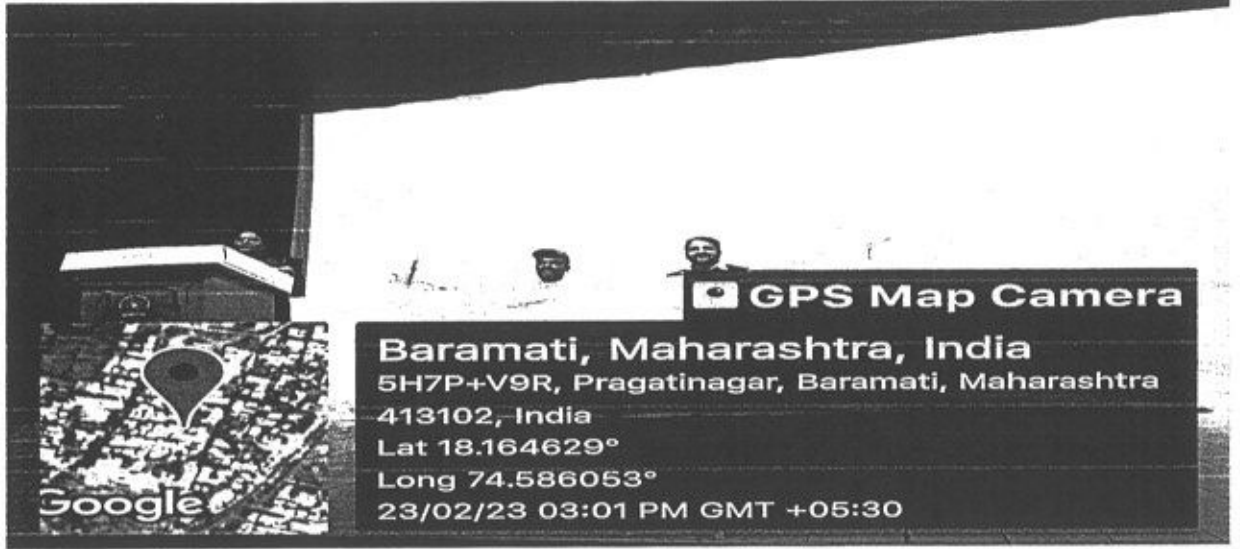 GPS Map Camera
Baramati, Maharashtra, India
5H7P+V9R, Pragatinagar, Baramati, Maharashtra
413102, India
Lat 18.164629°
Long 74.586053°
23/02/23 03:01 PM GMT +05:30
Google